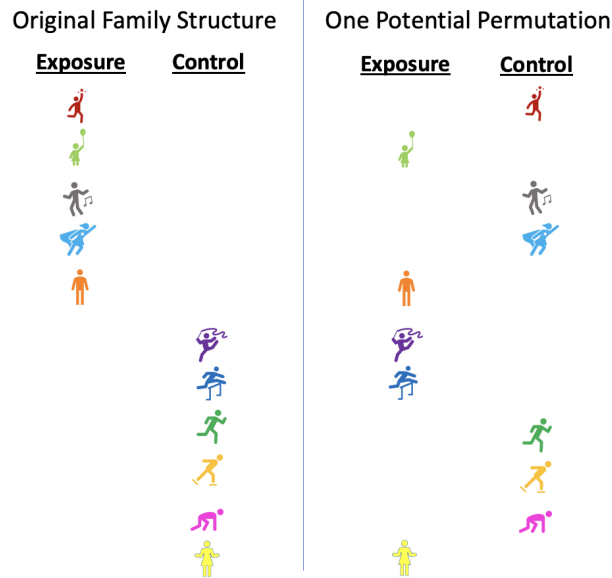 Original Family Structure
Exposure
Control
One Potential Permutation
Exposure
Control